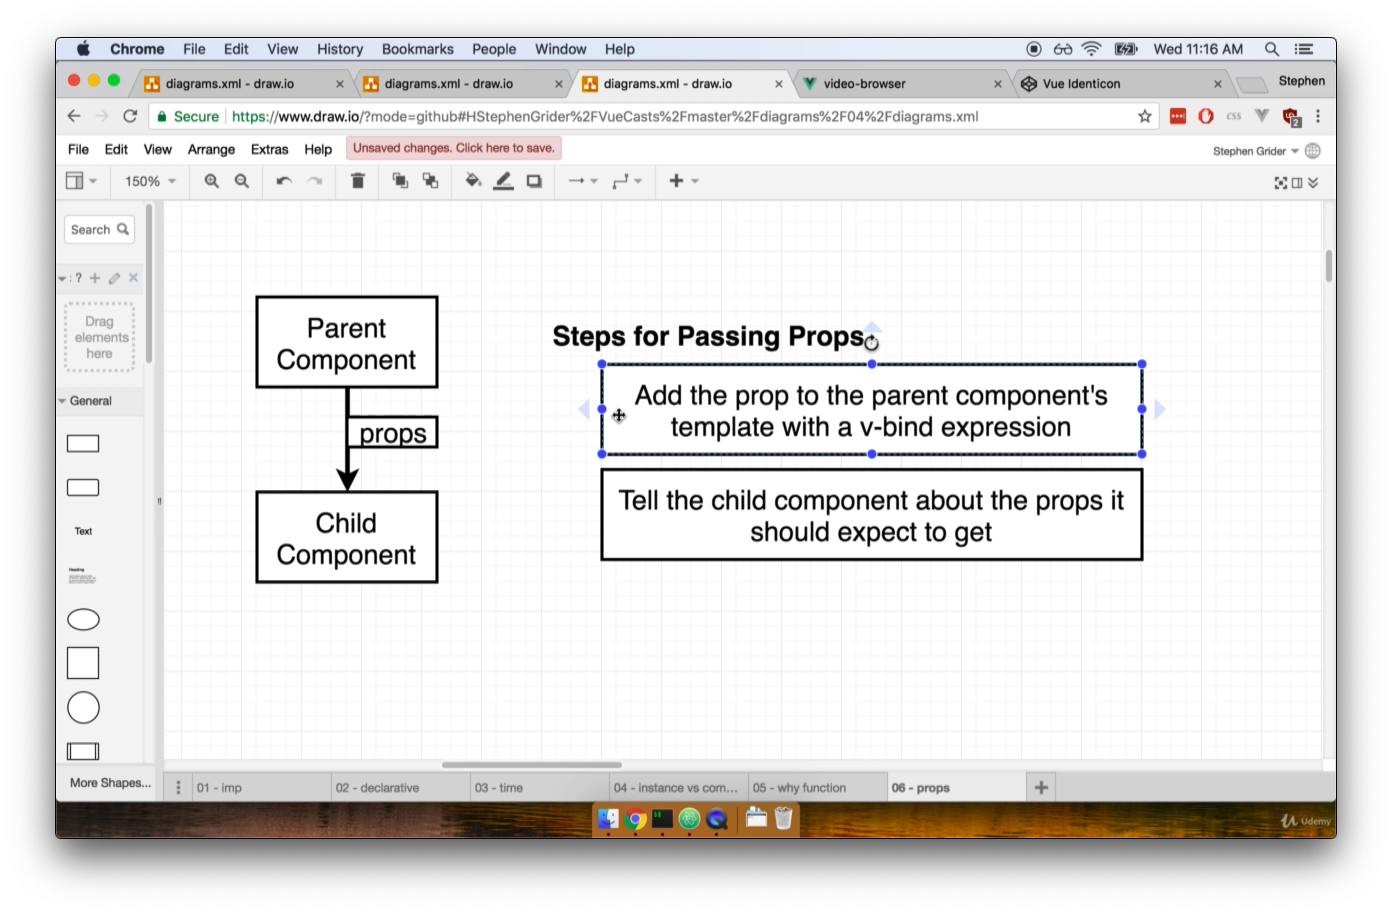 Chrome File Edit View History Bookmarks People Window Help Wed 11:16 AM
diagrams.xml - draw.io diagrams.xml - draw.io diagrams.xml - draw.io video-browser Vue Identicon Stephen
Secure https://www.draw.io/?mode=github#HStephenGrider%2FVueCasts%2Fmaster%2Fdiagrams%2F04%2Fdiagrams.xml css 2
File Edit View Arrange Extras Help Unsaved changes. Click here to save. Stephen Grider
150%
Search
: ?
Drag
elements
here
General
Text
Heading
Parent
Component
props
Child
Component
Steps for Passing Props
Add the prop to the parent component's
template with a v-bind expression
Tell the child component about the props it
should expect to get
More Shapes... 01 - imp 02 - declarative 03 - time 04 - instance vs com... 05 - why function 06 - props
Udemy